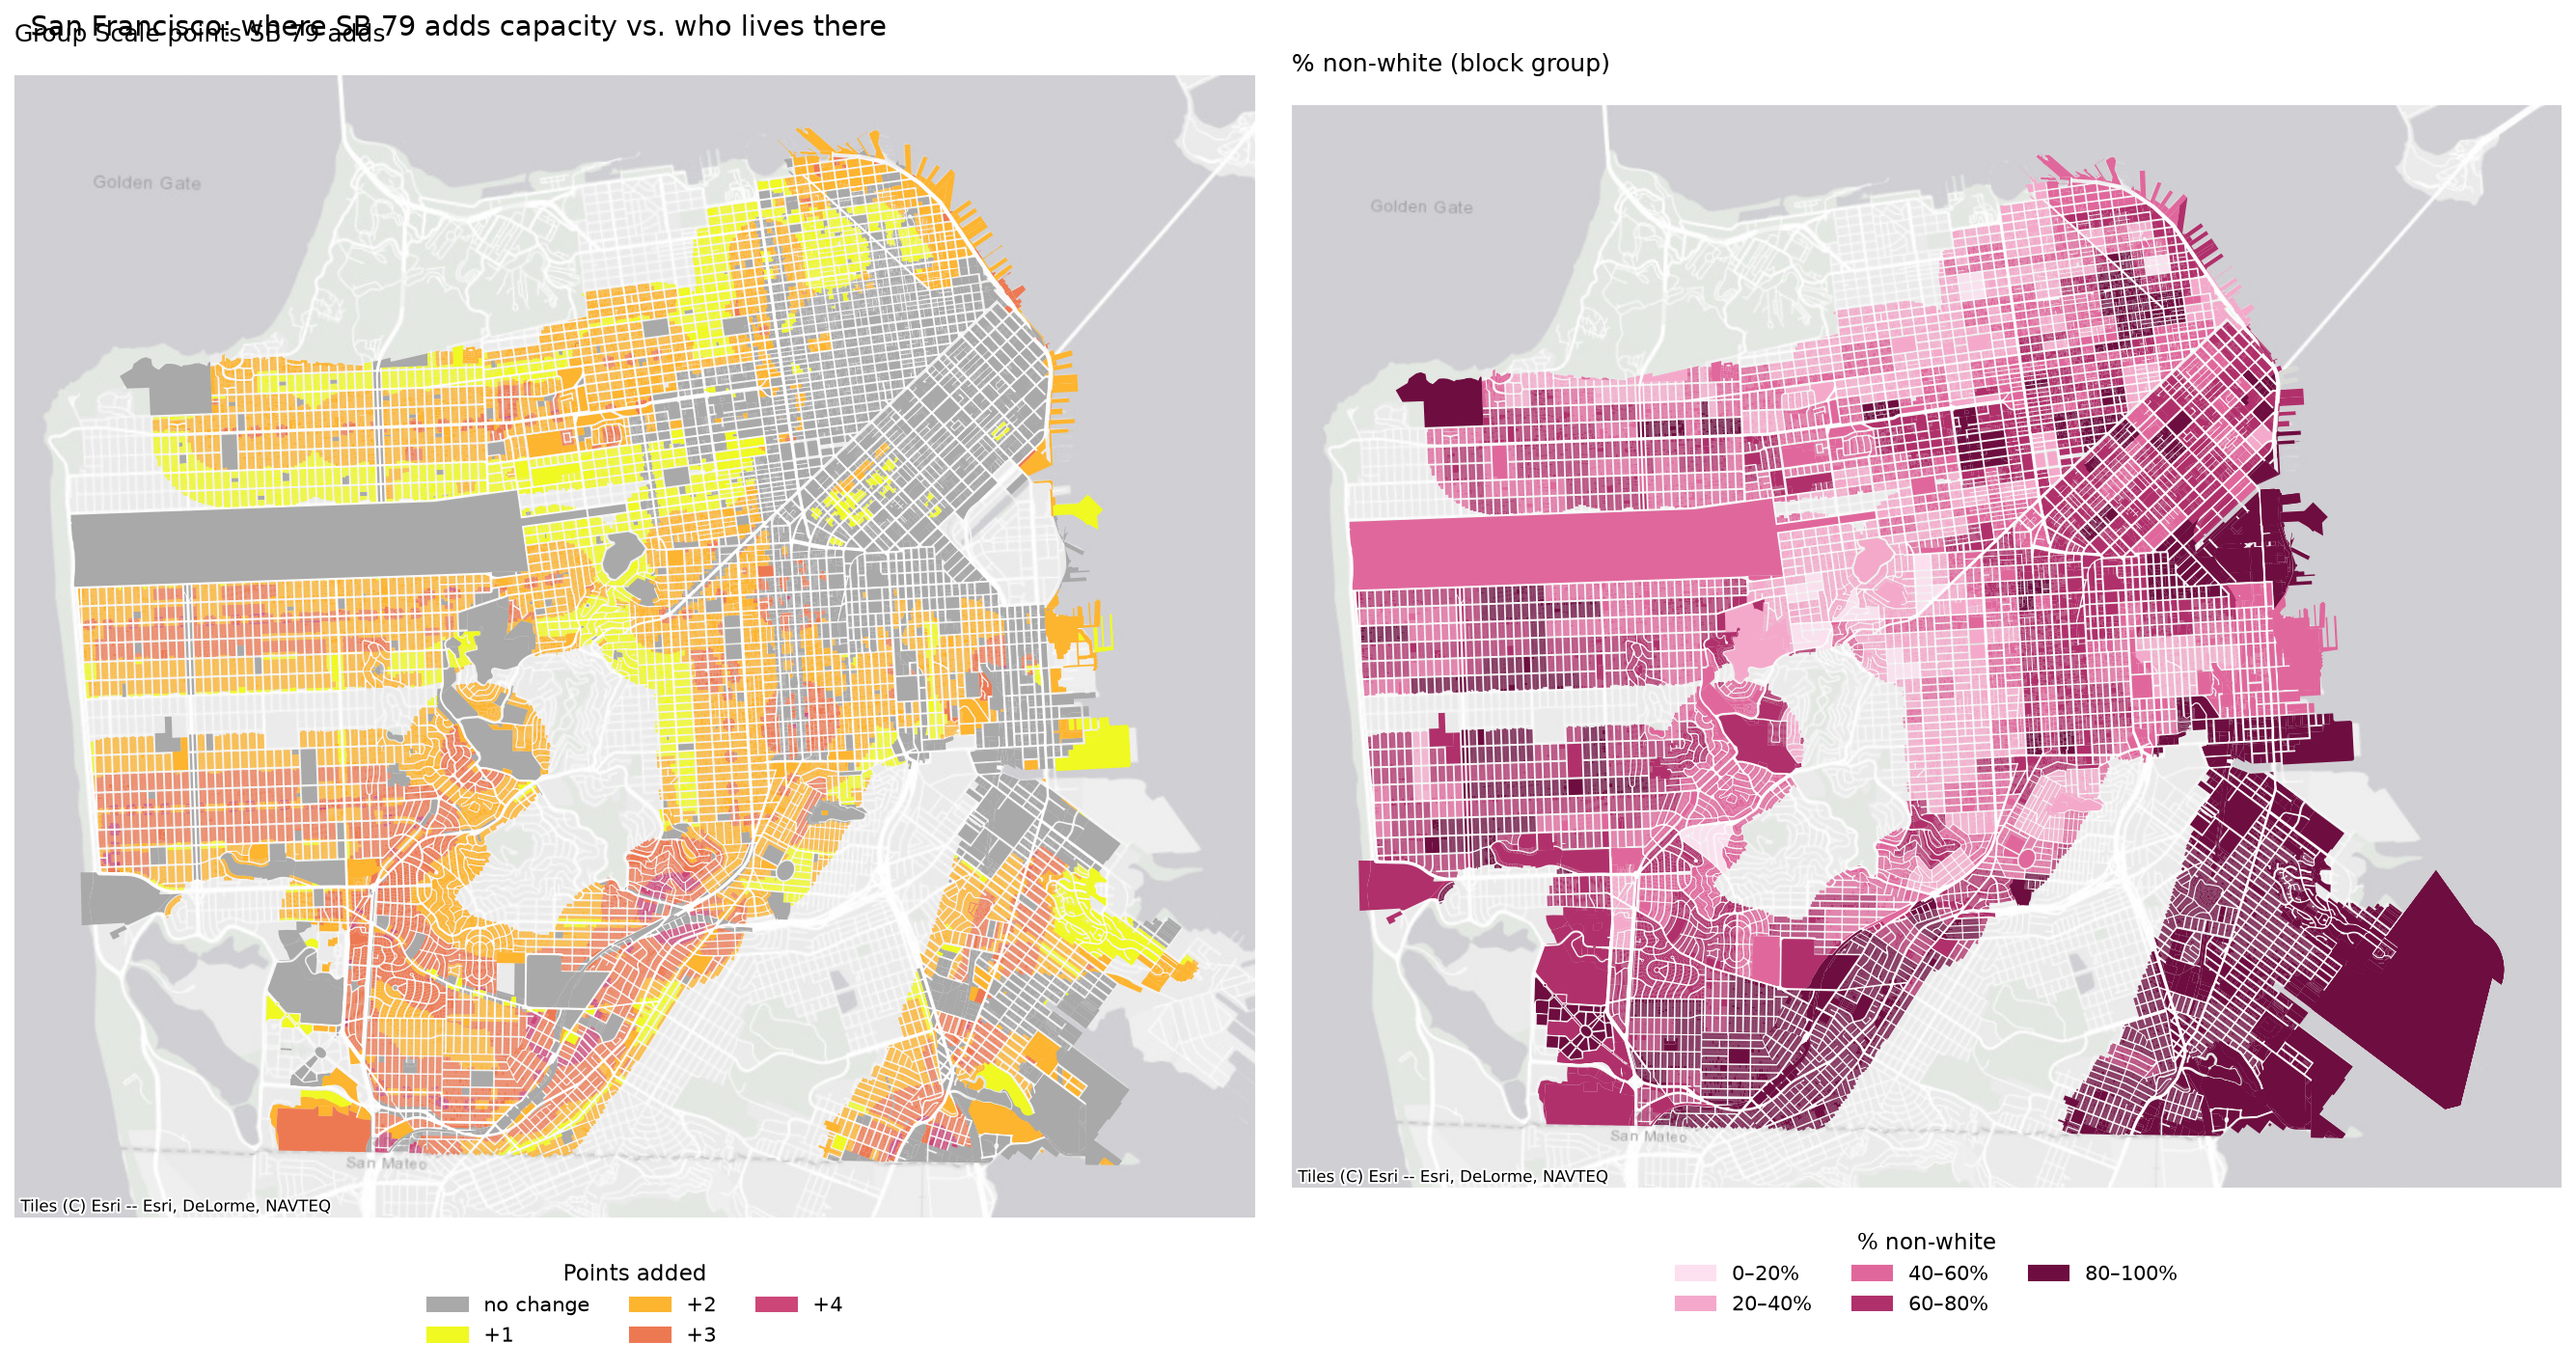 San Francisco: where SB 79 adds capacity vs. who lives there
Group Scale points SB 79 adds
% non-white (block group)
Golden Gate
Golden Gate
San Mateo
San Mateo
Tiles (C) Esri -- Esri, DeLorme, NAVTEQ
Tiles (C) Esri -- Esri, DeLorme, NAVTEQ
Points added
no change
+1
+2
+3
+4
% non-white
0–20%
20–40%
40–60%
60–80%
80–100%